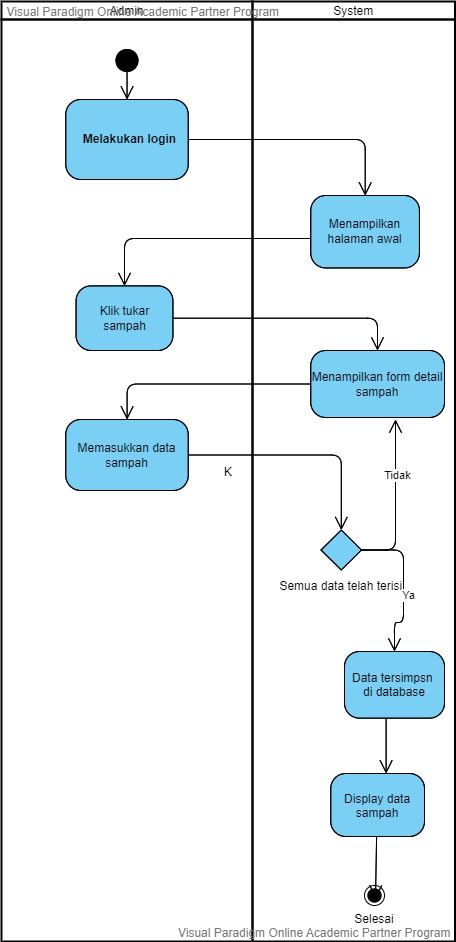 Visual Paradigm Online Academic Partner Program
Admin
System
Melakukan login
Menampilkan
halaman awal
Klik tukar
sampah
Menampilkan form detail
sampah
Memasukkan data
sampah
K
Tidak
Semua data telah terisi
Ya
Data tersimpsn
di database
Display data
sampah
Selesai
Visual Paradigm Online Academic Partner Program